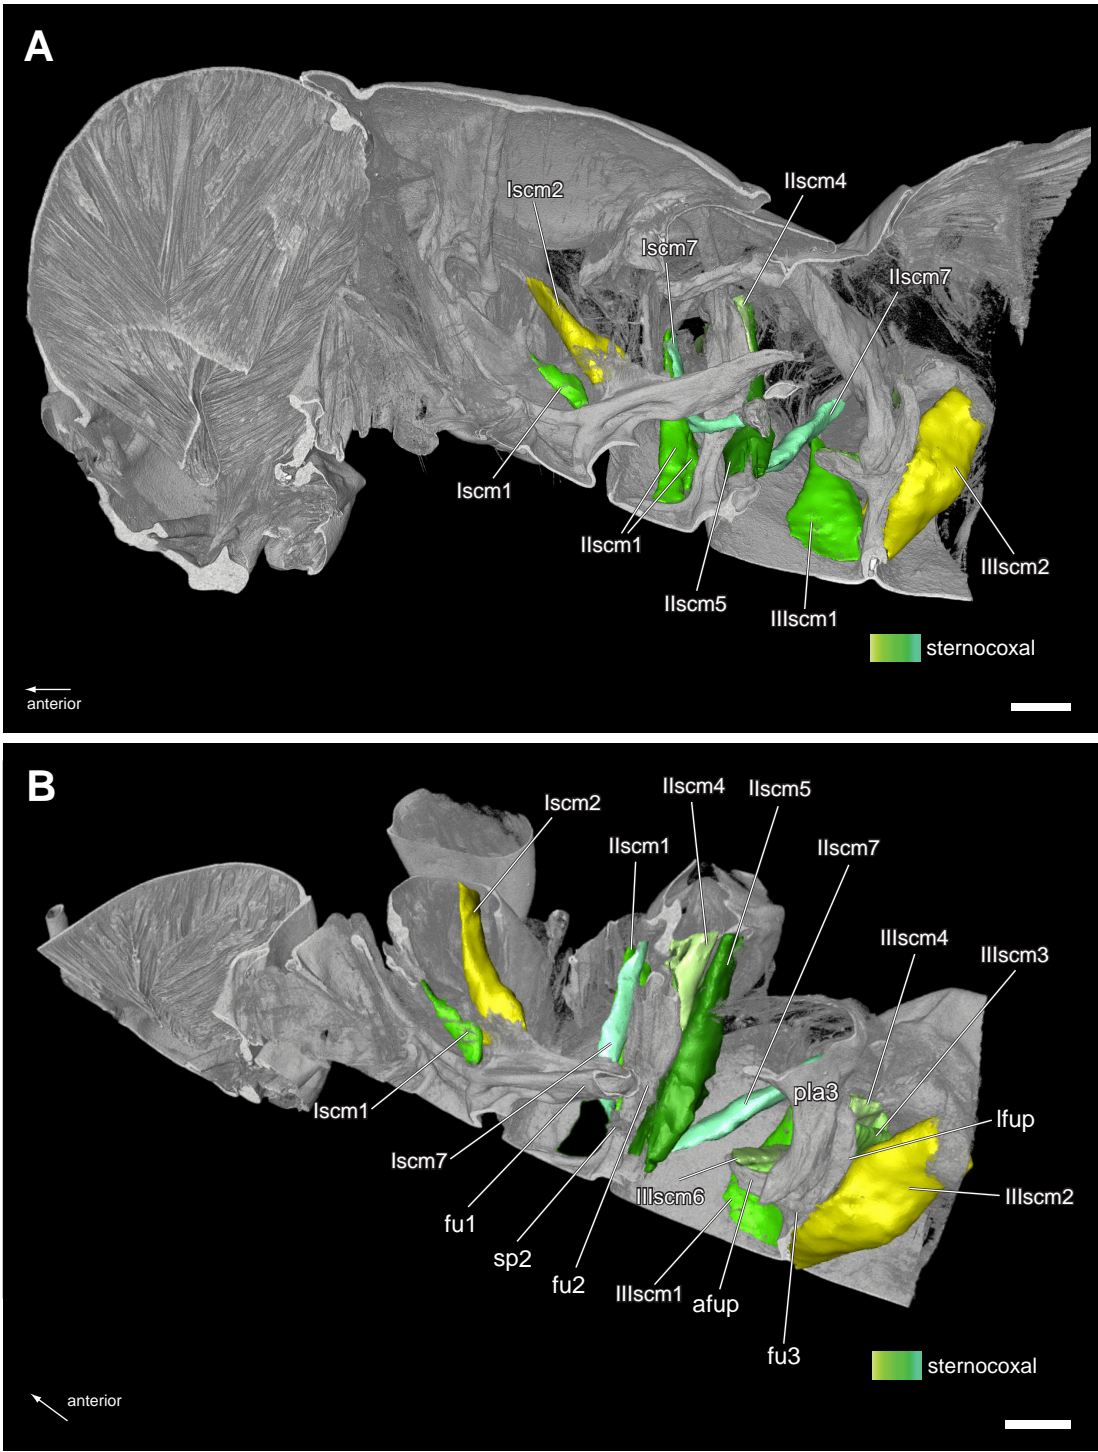 A
Iscm2
IIscm4
Iscm7
IIscm7
Iscm1
IIscm1
IIscm5
IIIscm1
IIIscm2
sternocoxal
anterior
B
Iscm2
IIscm4
IIscm5
IIscm1
IIscm7
IIIscm4
IIIscm3
pla3
lfup
Iscm1
Iscm7
IIIscm6
IIIscm2
fu1
sp2
fu2
IIIscm1
afup
fu3
sternocoxal
anterior